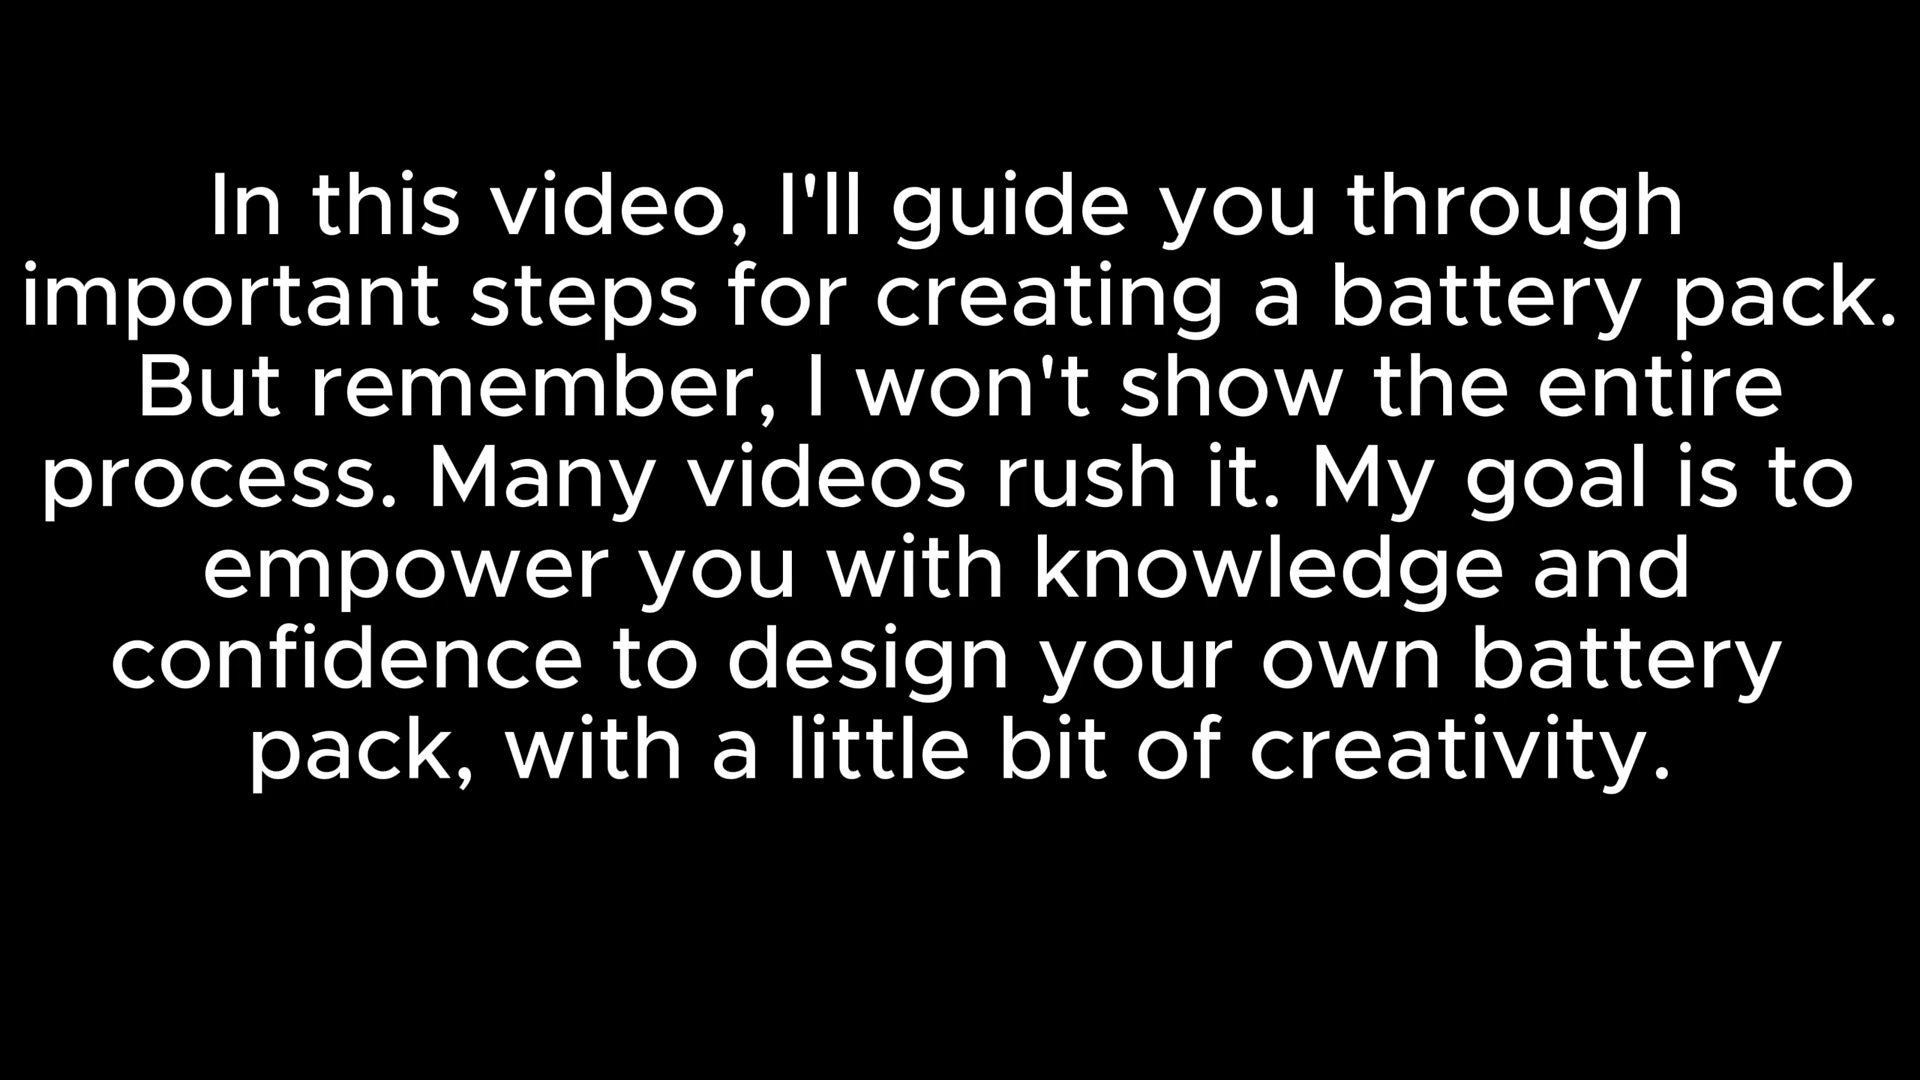 In this video, I'll guide you through
important steps for creating a battery pack.
But remember, I won't show the entire
process. Many videos rush it. My goal is to
empower you with knowledge and
confidence to design your own battery
pack, with a little bit of creativity.